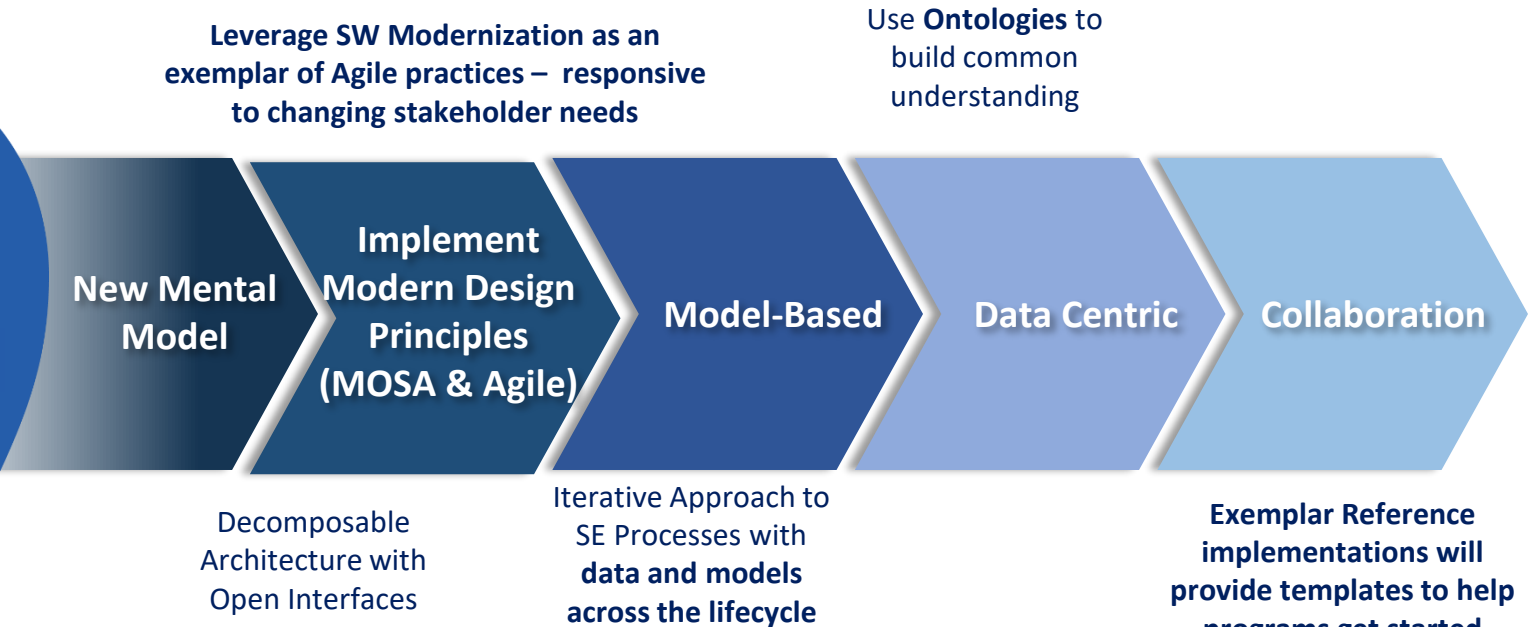 Leverage SW Modernization as an
exemplar of Agile practices – responsive
to changing stakeholder needs
Use Ontologies to
build common
understanding
New Mental
Model
Implement
Modern Design
Principles
(MOSA & Agile)
Model-Based
Data Centric
Collaboration
Decomposable
Architecture with
Open Interfaces
Iterative Approach to
SE Processes with
data and models
across the lifecycle
Exemplar Reference
implementations will
provide templates to help
programs get started